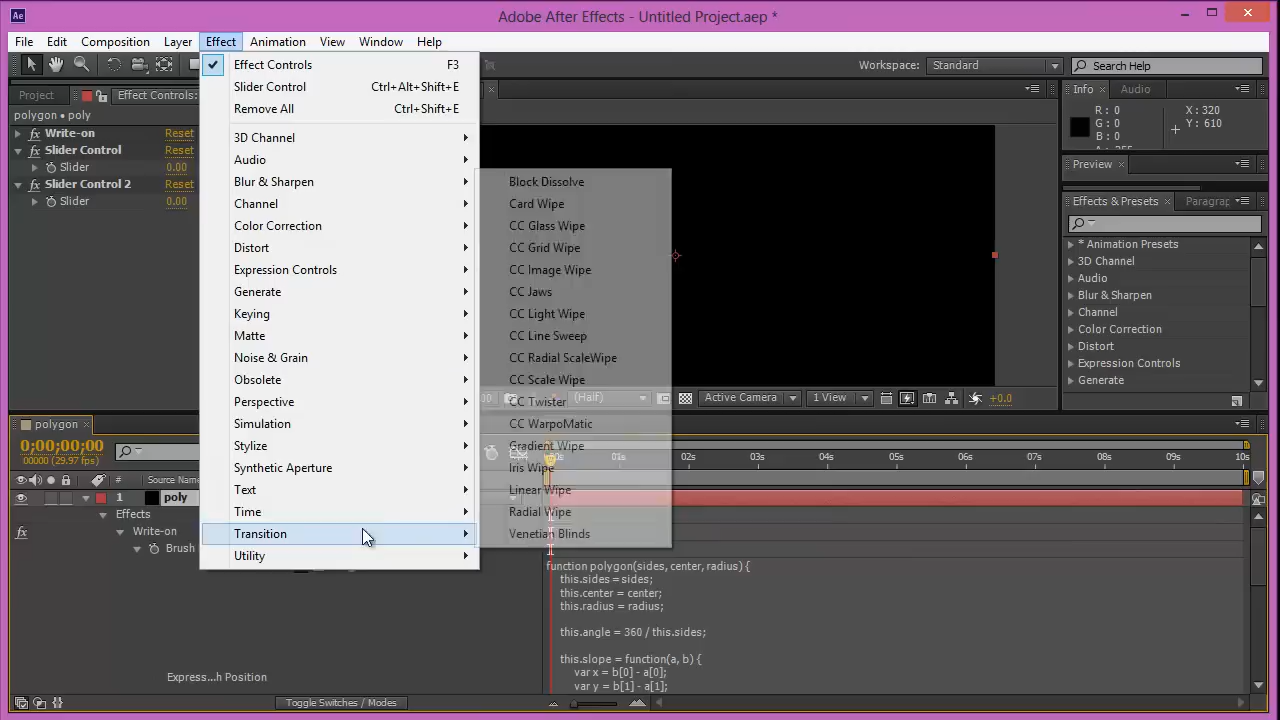 Ae
Adobe After Effects - Untitled Project.aep *
File Edit Composition Layer Effect Animation View Window Help
Workspace: Standard Search Help
Project Effect Controls:
polygon • poly
fx Write-on Reset
fx Slider Control Reset
Slider 0.00
fx Slider Control 2 Reset
Slider 0.00
Effect Controls F3
Slider Control Ctrl+Alt+Shift+E
Remove All Ctrl+Shift+E
3D Channel
Audio
Blur & Sharpen
Channel
Color Correction
Distort
Expression Controls
Generate
Keying
Matte
Noise & Grain
Obsolete
Perspective
Simulation
Stylize
Synthetic Aperture
Text
Time
Transition
Utility
Block Dissolve
Card Wipe
CC Glass Wipe
CC Grid Wipe
CC Image Wipe
CC Jaws
CC Light Wipe
CC Line Sweep
CC Radial ScaleWipe
CC Scale Wipe
CC Twister
CC WarpoMatic
Gradient Wipe
Iris Wipe
Linear Wipe
Radial Wipe
Venetian Blinds
Info Audio
R: 0 X: 320
G: 0 Y: 610
B: 0
Preview
Effects & Presets Paragrap
* Animation Presets
3D Channel
Audio
Blur & Sharpen
Channel
Color Correction
Distort
Expression Controls
Generate
(Half) Active Camera 1 View +0.0
polygon
0;00;00;00
00000 (29.97 fps)
# Source Name
1 poly
Effects
fx Write-on
Brush
Express...h Position
00s 01s 02s 03s 04s 05s 06s 07s 08s 09s 10s
function polygon(sides, center, radius) {
this.sides = sides;
this.center = center;
this.radius = radius;
this.angle = 360 / this.sides;
this.slope = function(a, b) {
var x = b[0] - a[0];
var y = b[1] - a[1];
Toggle Switches / Modes